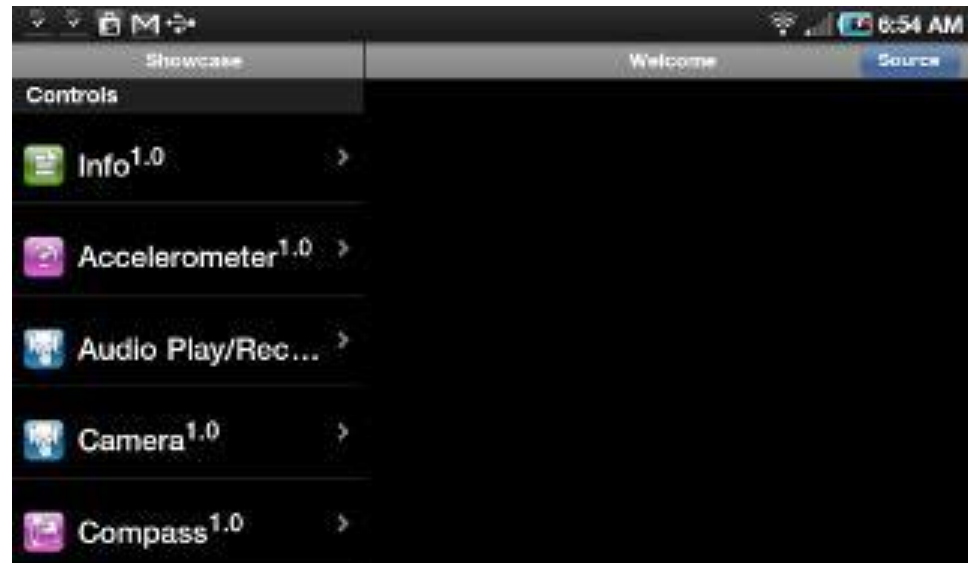 6:54 AM
Showcase
Welcome
Source
Controls
Info1.0
Accelerometer1.0
Audio Play/Rec...
Camera1.0
Compass1.0